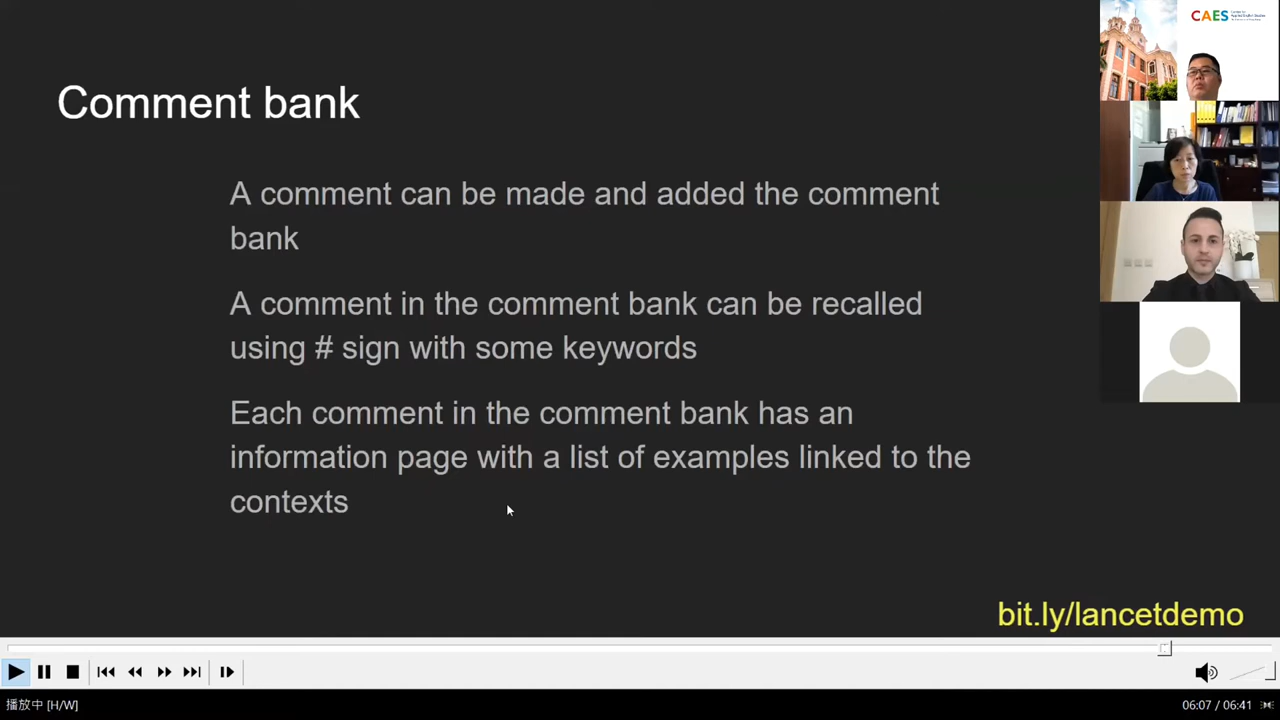 CAES
Comment bank
A comment can be made and added the comment
bank
A comment in the comment bank can be recalled
using # sign with some keywords
Each comment in the comment bank has an
information page with a list of examples linked to the
contexts
bit.ly/lancetdemo
播放中 [H/W]
06:07 / 06:41